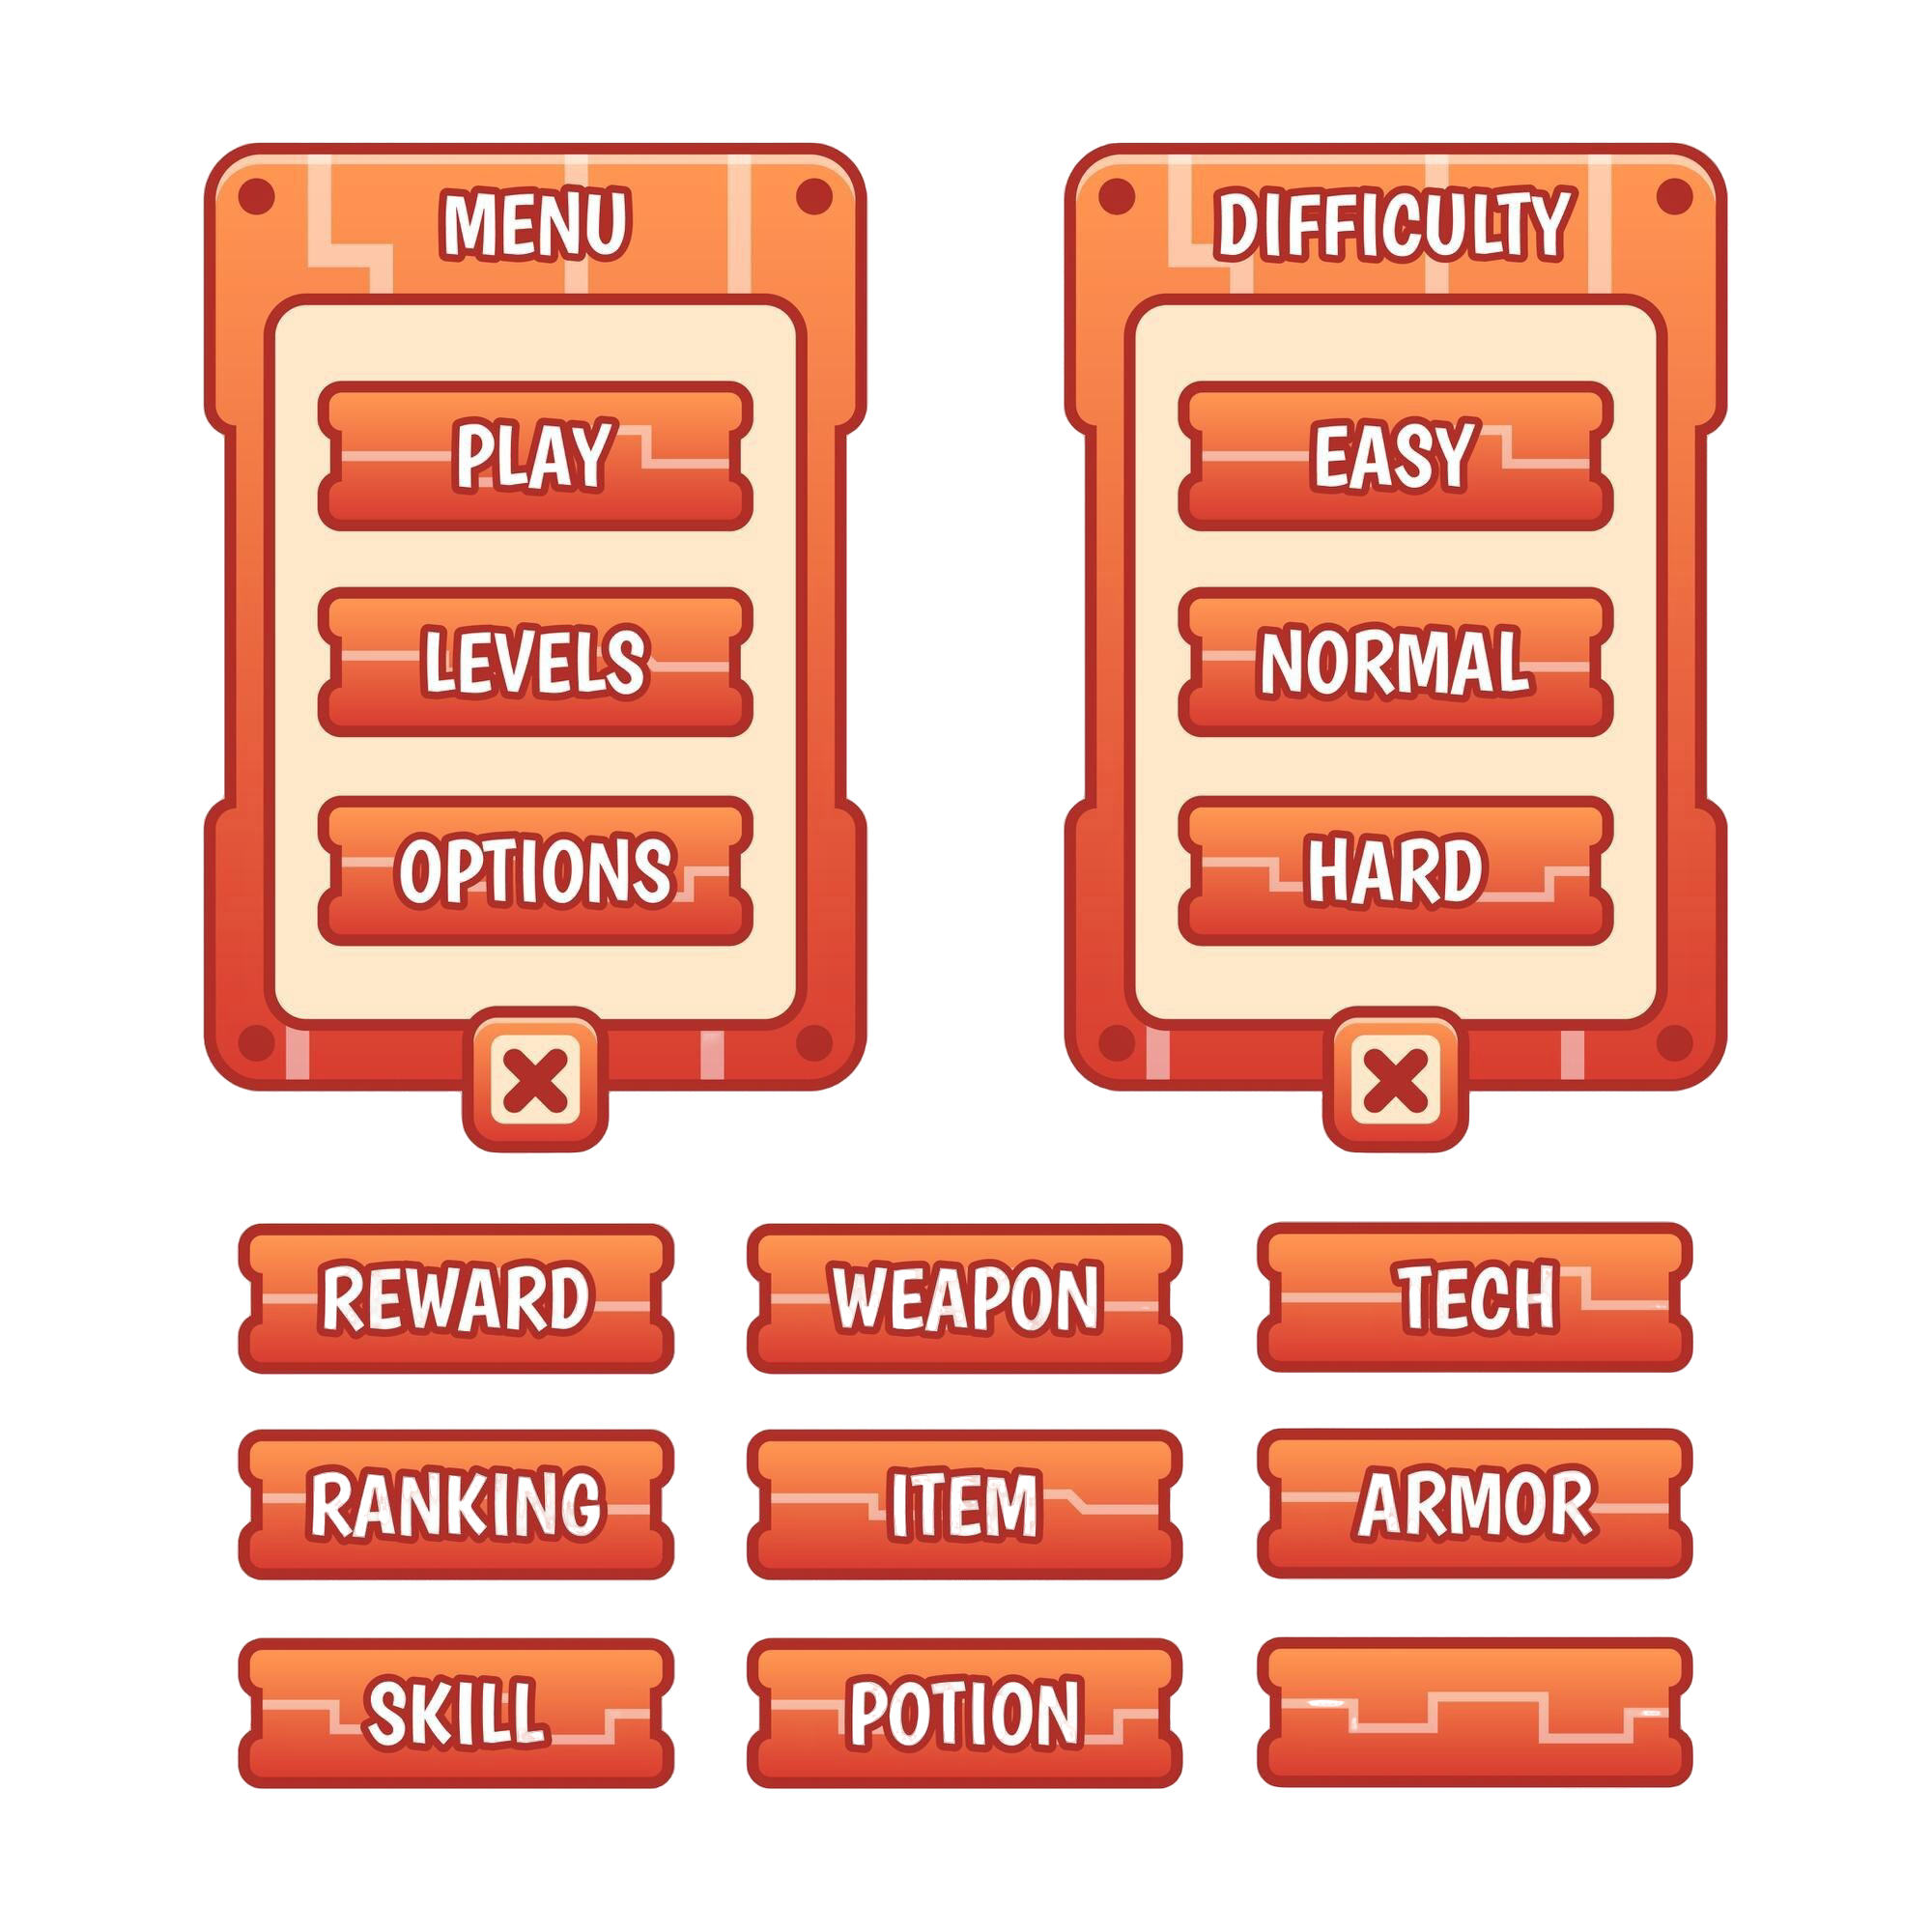 MENU
PLAY
LEVELS
OPTIONS
DIFFICULTY
EASY
NORMAL
HARD
REWARD
WEAPON
TECH
RANKING
ITEM
ARMOR
SKILL
POTION